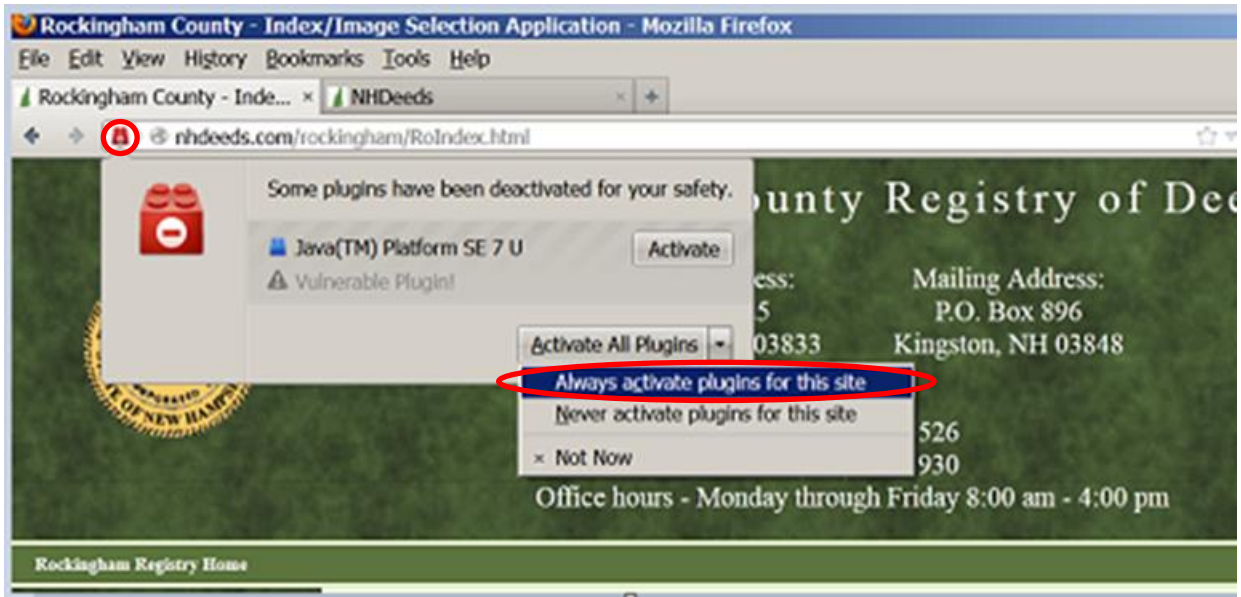 Rockingham County - Index/Image Selection Application - Mozilla Firefox
File Edit View History Bookmarks Tools Help
Rockingham County - Inde... × NHDeeds × +
nhdeeds.com/rockingham/RoIndex.html
Some plugins have been deactivated for your safety.
Java(TM) Platform SE 7 U Activate
Vulnerable Plugin!
Activate All Plugins
Always activate plugins for this site
Never activate plugins for this site
× Not Now
ounty Registry of Dee
ess: Mailing Address:
5 P.O. Box 896
03833 Kingston, NH 03848
526
930
Office hours - Monday through Friday 8:00 am - 4:00 pm
OF NEW HAMPS
Rockingham Registry Home